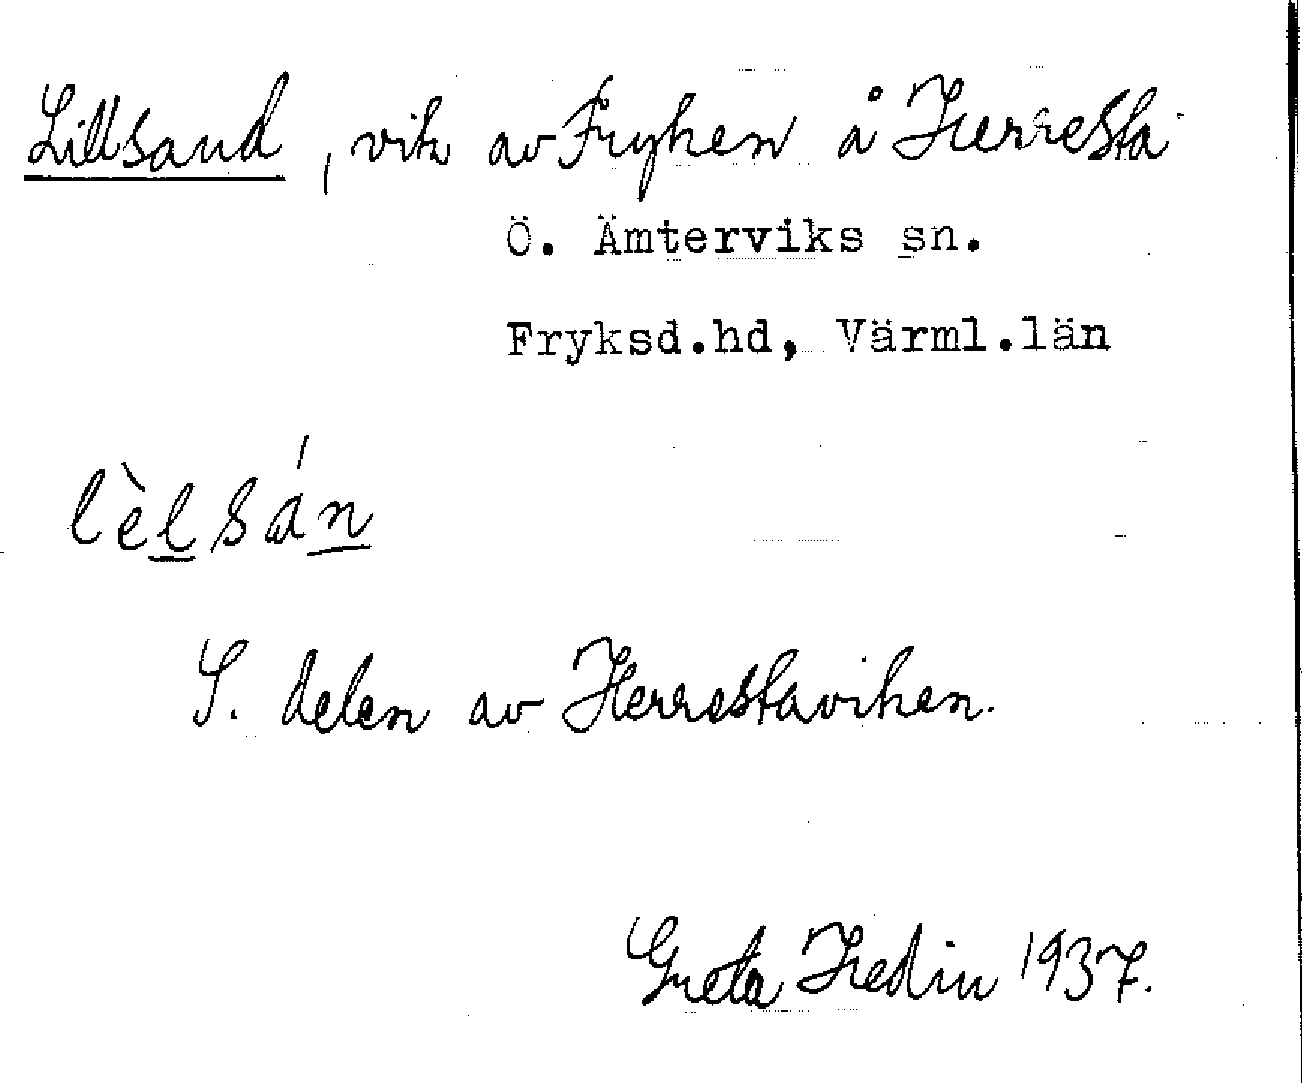 Lillsand, vik av Fryken å Herresta
Ö. Ämterviks sn.
Fryksd.hd, Värml.län
lèlsán
S. delen av Herrestaviken.
Greta Hedin 1937.